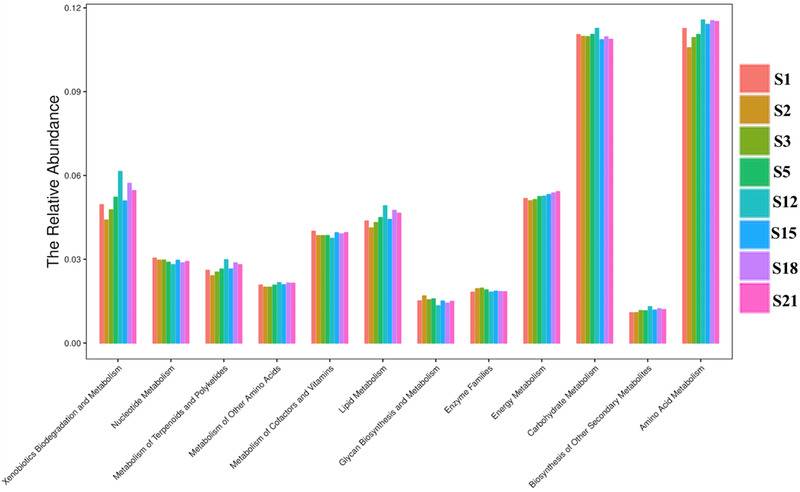 The Relative Abundance
0.12
0.09
0.06
0.03
0.00
Xenobiotics Biodegradation and Metabolism
Nucleotide Metabolism
Metabolism of Terpenoids and Polyketides
Metabolism of Other Amino Acids
Metabolism of Cofactors and Vitamins
Lipid Metabolism
Glycan Biosynthesis and Metabolism
Enzyme Families
Energy Metabolism
Carbohydrate Metabolism
Biosynthesis of Other Secondary Metabolites
Amino Acid Metabolism
S1
S2
S3
S5
S12
S15
S18
S21